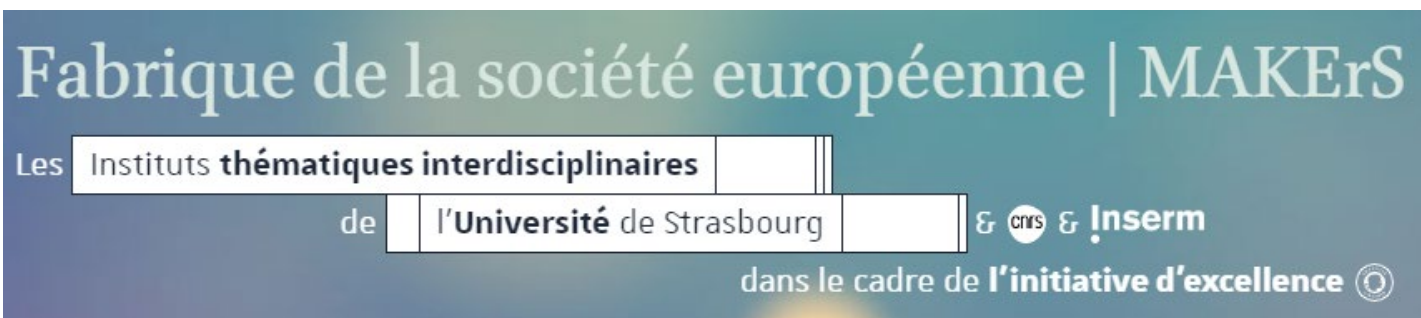 Fabrique de la société européenne | MAKErS
Les Instituts thématiques interdisciplinaires
de l'Université de Strasbourg & cnrs & Inserm
dans le cadre de l'initiative d'excellence